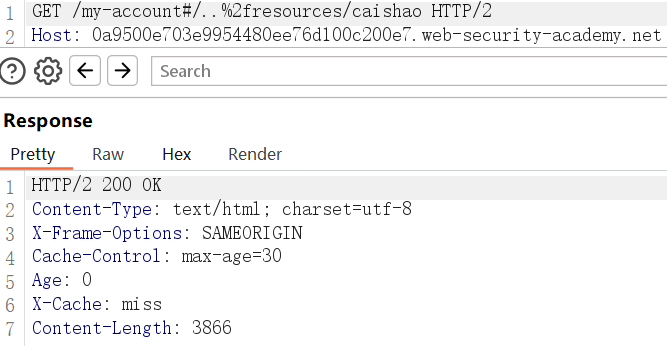 1 GET /my-account#/..%2fresources/caishao HTTP/2
2 Host: 0a9500e703e9954480ee76d100c200e7.web-security-academy.net
? Search
Response
Pretty Raw Hex Render
1 HTTP/2 200 OK
2 Content-Type: text/html; charset=utf-8
3 X-Frame-Options: SAMEORIGIN
4 Cache-Control: max-age=30
5 Age: 0
6 X-Cache: miss
7 Content-Length: 3866